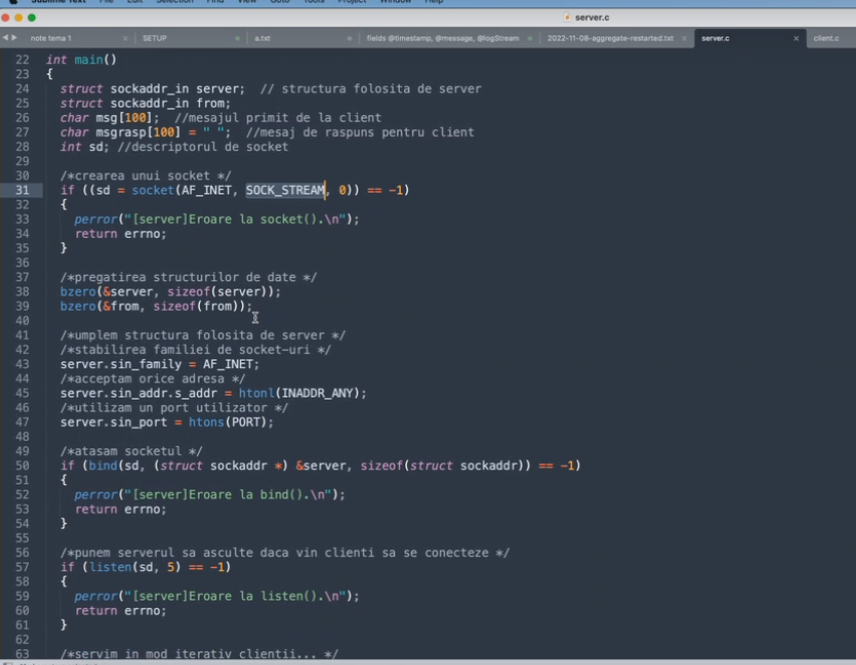 Sublime Text File Edit Selection Find View Goto Tools Project Window Help
server.c
note tema 1 SETUP a.txt fields @timestamp, @message, @logStream 2022-11-08-aggregate-restarted.txt server.c client.c
22 int main()
23 {
24 struct sockaddr_in server; // structura folosita de server
25 struct sockaddr_in from;
26 char msg[100]; //mesajul primit de la client
27 char msgrasp[100] = " "; //mesaj de raspuns pentru client
28 int sd; //descriptorul de socket
29
30 /*crearea unui socket */
31 if ((sd = socket(AF_INET, SOCK_STREAM, 0)) == -1)
32 {
33 perror("[server]Eroare la socket().\n");
34 return errno;
35 }
36
37 /*pregatirea structurilor de date */
38 bzero(&server, sizeof(server));
39 bzero(&from, sizeof(from));
40
41 /*umplem structura folosita de server */
42 /*stabilirea familiei de socket-uri */
43 server.sin_family = AF_INET;
44 /*acceptam orice adresa */
45 server.sin_addr.s_addr = htonl(INADDR_ANY);
46 /*utilizam un port utilizator */
47 server.sin_port = htons(PORT);
48
49 /*atasam socketul */
50 if (bind(sd, (struct sockaddr *) &server, sizeof(struct sockaddr)) == -1)
51 {
52 perror("[server]Eroare la bind().\n");
53 return errno;
54 }
55
56 /*punem serverul sa asculte daca vin clienti sa se conecteze */
57 if (listen(sd, 5) == -1)
58 {
59 perror("[server]Eroare la listen().\n");
60 return errno;
61 }
62
63 /*servim in mod iterativ clientii... */